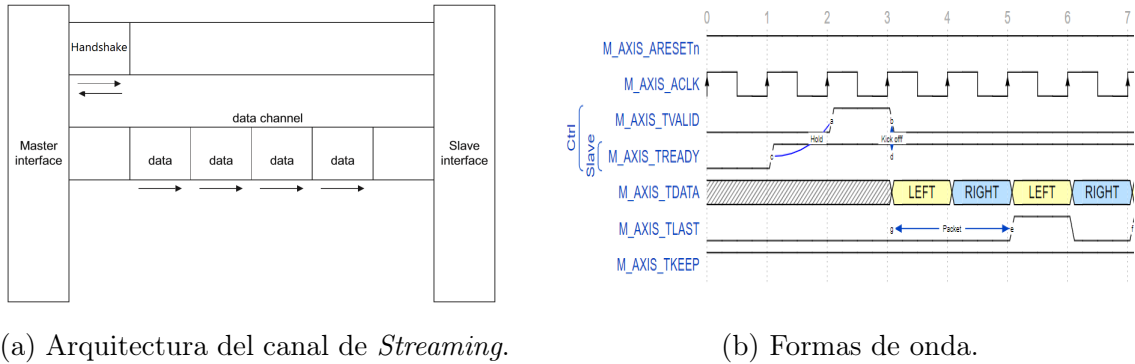 Handshake
data channel
Master
interface
data
data
data
data
Slave
interface
(a) Arquitectura del canal de Streaming.
0 1 2 3 4 5 6 7
M_AXIS_ARESETn
M_AXIS_ACLK
M_AXIS_TVALID
a
b
Ctrl
Slave
Hold
Kick offf
M_AXIS_TREADY
c
d
M_AXIS_TDATA
LEFT
RIGHT
LEFT
RIGHT
M_AXIS_TLAST
g
Packet
e
f
M_AXIS_TKEEP
(b) Formas de onda.